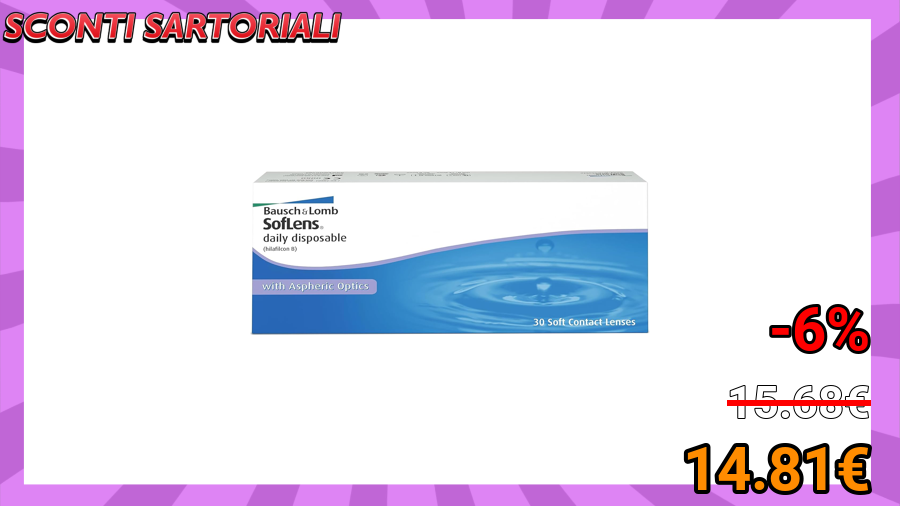 SCONTI SARTORIALI
Bausch & Lomb
SofLens®
daily disposable
(hilafilcon B)
with Aspheric Optics
30 Soft Contact Lenses
-6%
15.68€
14.81€